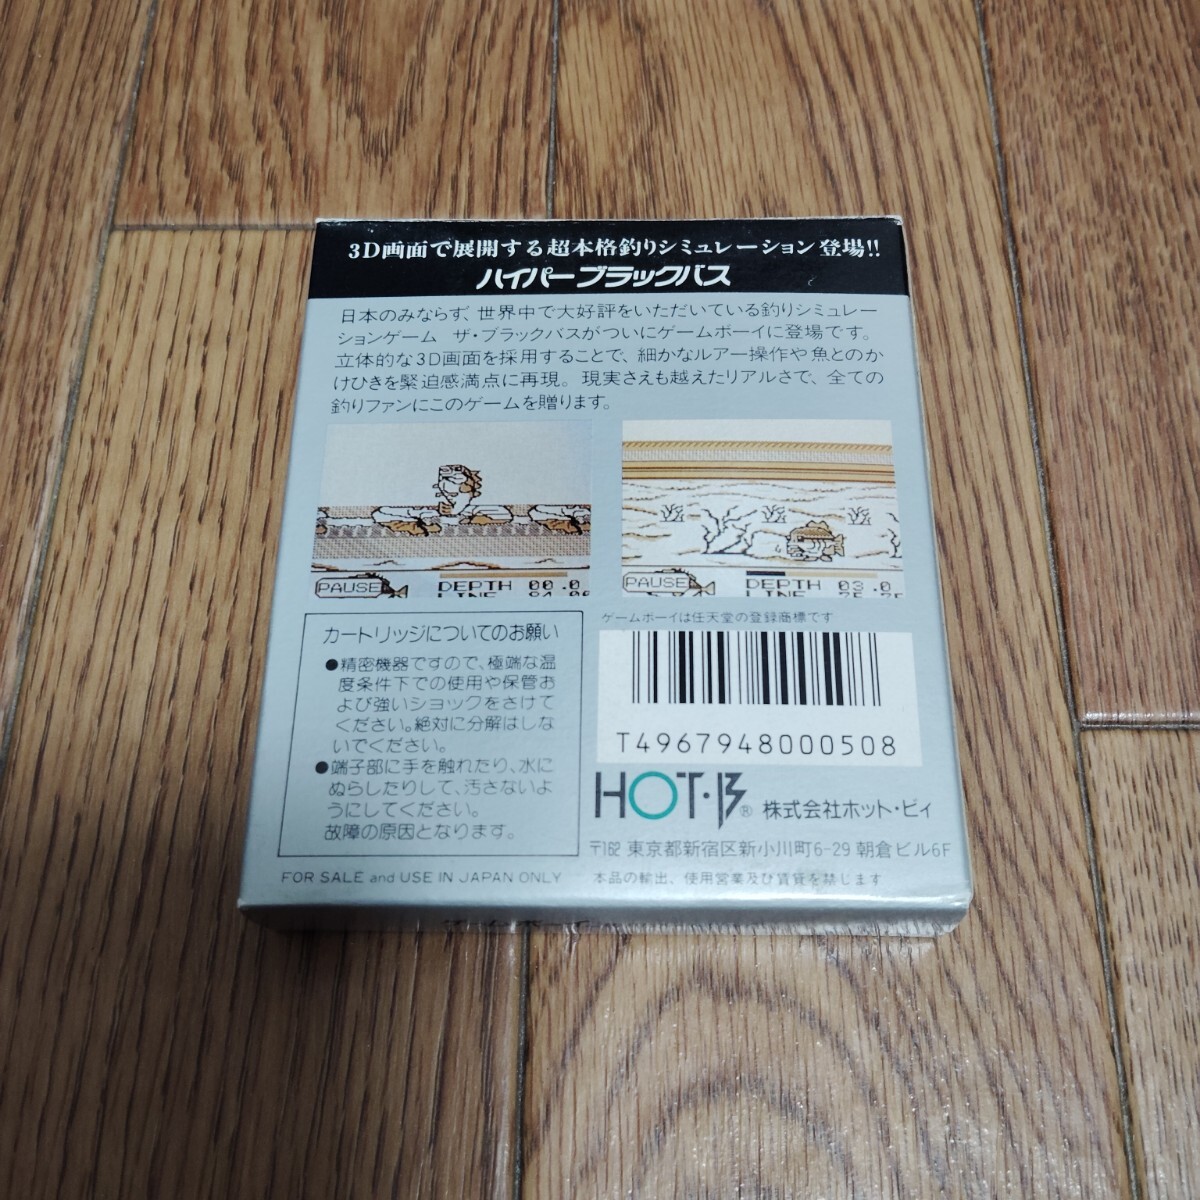 3D画面で展開する超本格釣りシミュレーション登場!!
ハイパーブラックバス
日本のみならず、世界中で大好評をいただいている釣りシミュレー
ションゲーム ザ・ブラックバスがついにゲームボーイに登場です。
立体的な3D画面を採用することで、細かなルアー操作や魚とのか
けひきを緊迫感満点に再現。現実さえも越えたリアルさで、全ての
釣りファンにこのゲームを贈ります。
PAUSE DEPTH 00.0
LINE
PAUSE DEPTH 03.0
LINE
カートリッジについてのお願い
●精密機器ですので、極端な温
度条件下での使用や保管お
よび強いショックをさけて
ください。絶対に分解はしな
いでください。
●端子部に手を触れたり、水に
ぬらしたりして、汚さないよ
うにしてください。
故障の原因となります。
FOR SALE and USE IN JAPAN ONLY
ゲームボーイは任天堂の登録商標です
T4967948000508
HOT・B® 株式会社ホット・ビィ
〒162 東京都新宿区新小川町6-29 朝倉ビル6F
本品の輸出、使用営業及び賃貸を禁じます